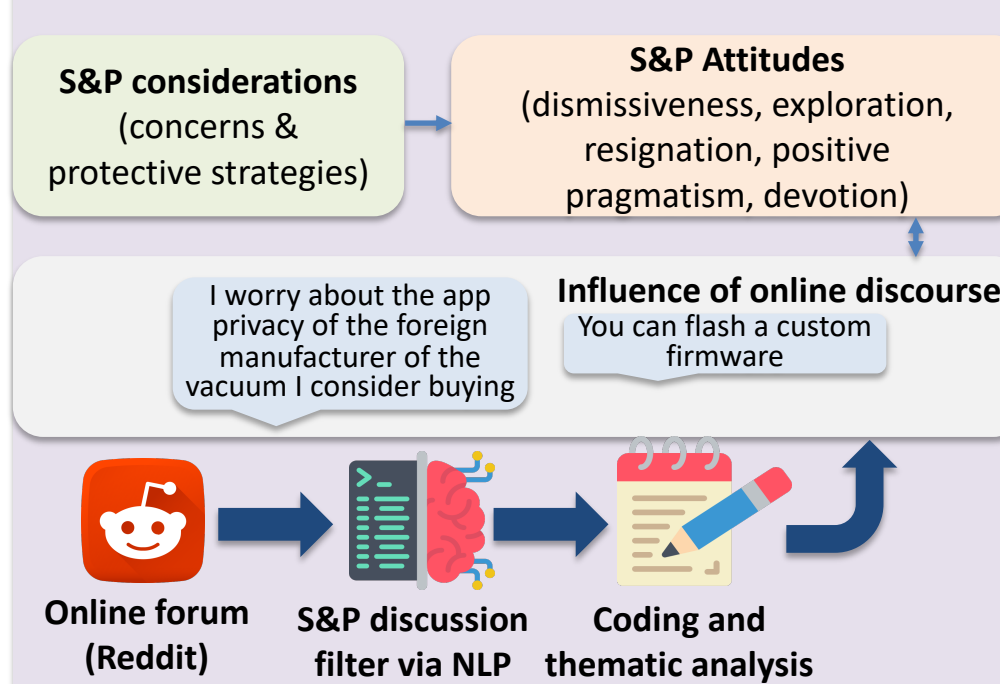 S&P considerations
(concerns &
protective strategies)
S&P Attitudes
(dismissiveness, exploration,
resignation, positive
pragmatism, devotion)
Influence of online discourse
I worry about the app
privacy of the foreign
manufacturer of the
vacuum I consider buying
You can flash a custom
firmware
Online forum
(Reddit)
S&P discussion
filter via NLP
Coding and
thematic analysis